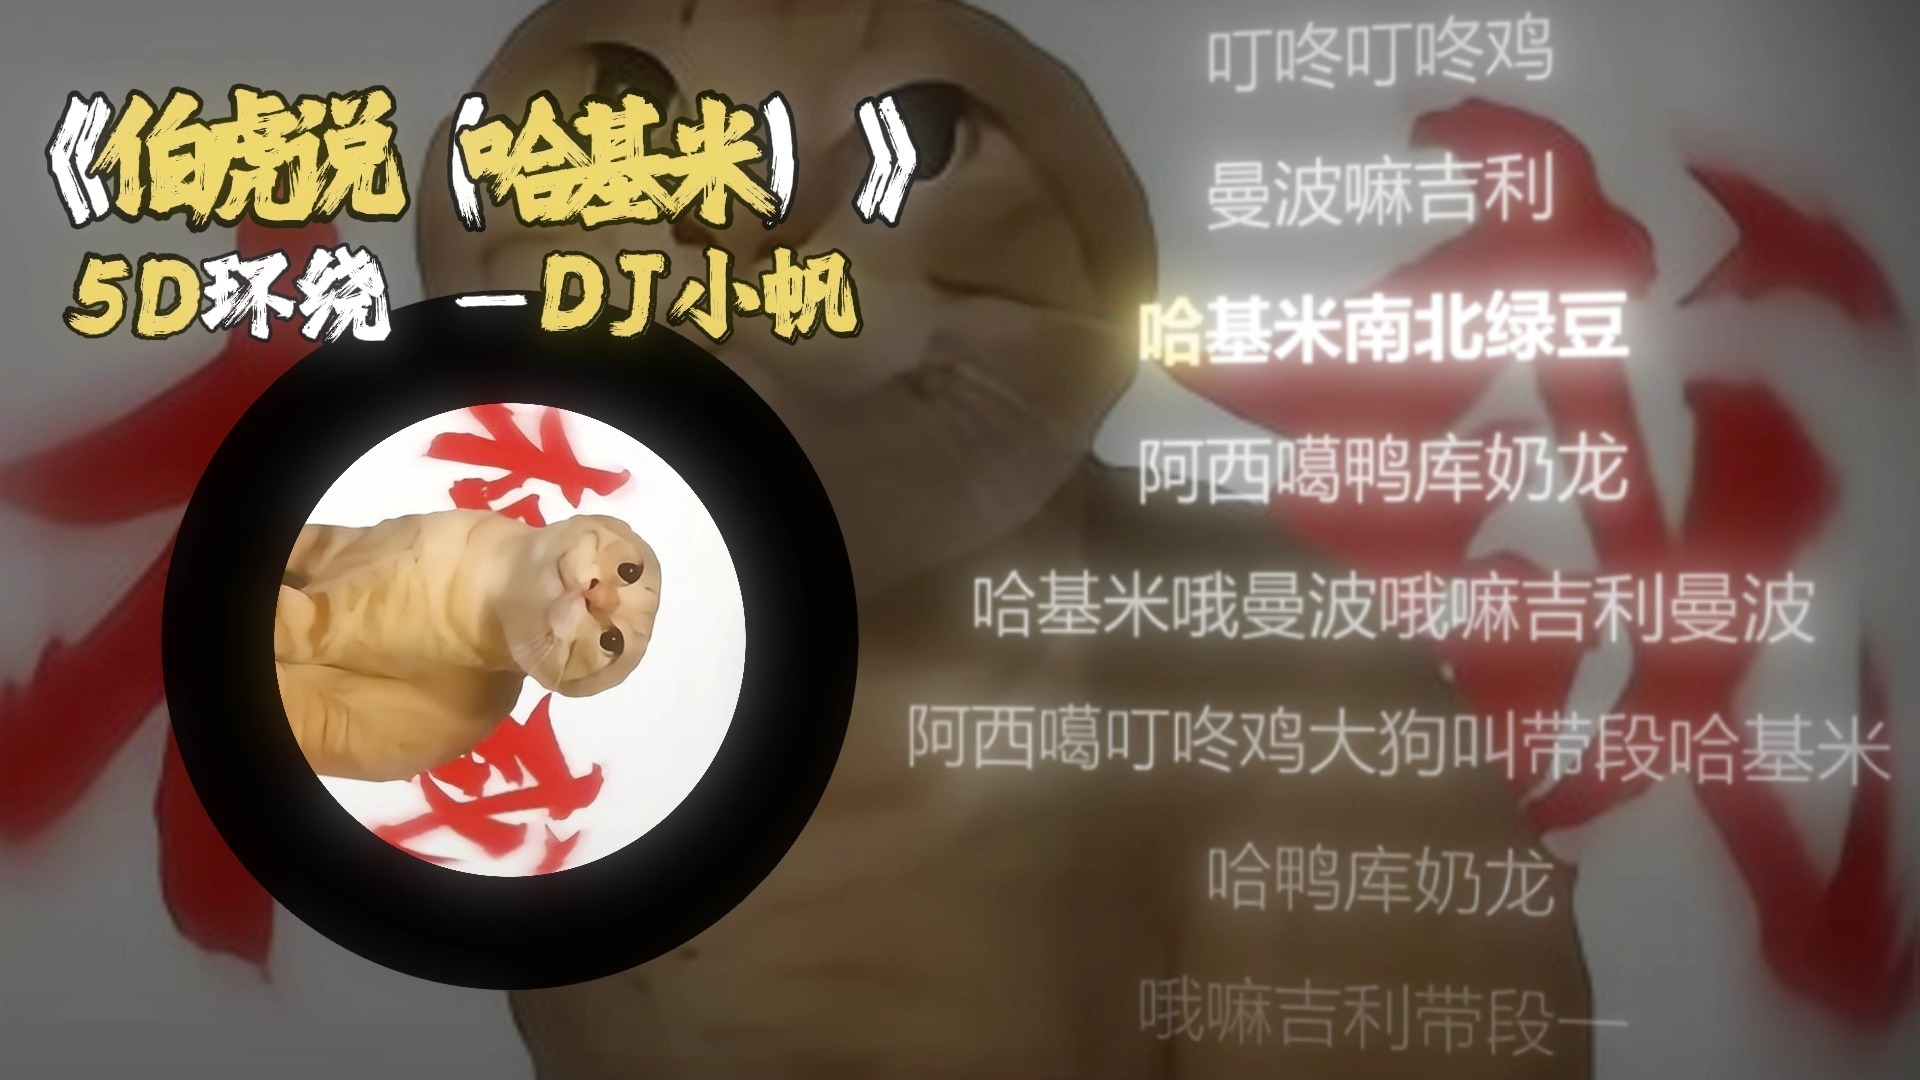 《伯虎说（哈基米）》
5D环绕 —DJ小帆
叮咚叮咚鸡
曼波嘛吉利
哈基米南北绿豆
阿西噶鸭库奶龙
哈基米哦曼波哦嘛吉利曼波
阿西噶叮咚鸡大狗叫带段哈基米
哈鸭库奶龙
哦嘛吉利带段一